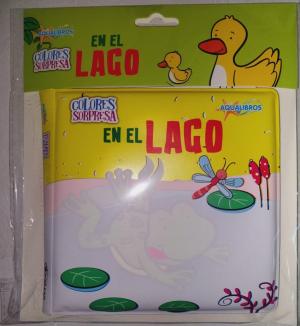 AQUALIBROS
COLORES
SORPRESA
EN EL
LAGO
COLORES
SORPRESA
AQUALIBROS
EN EL LAGO